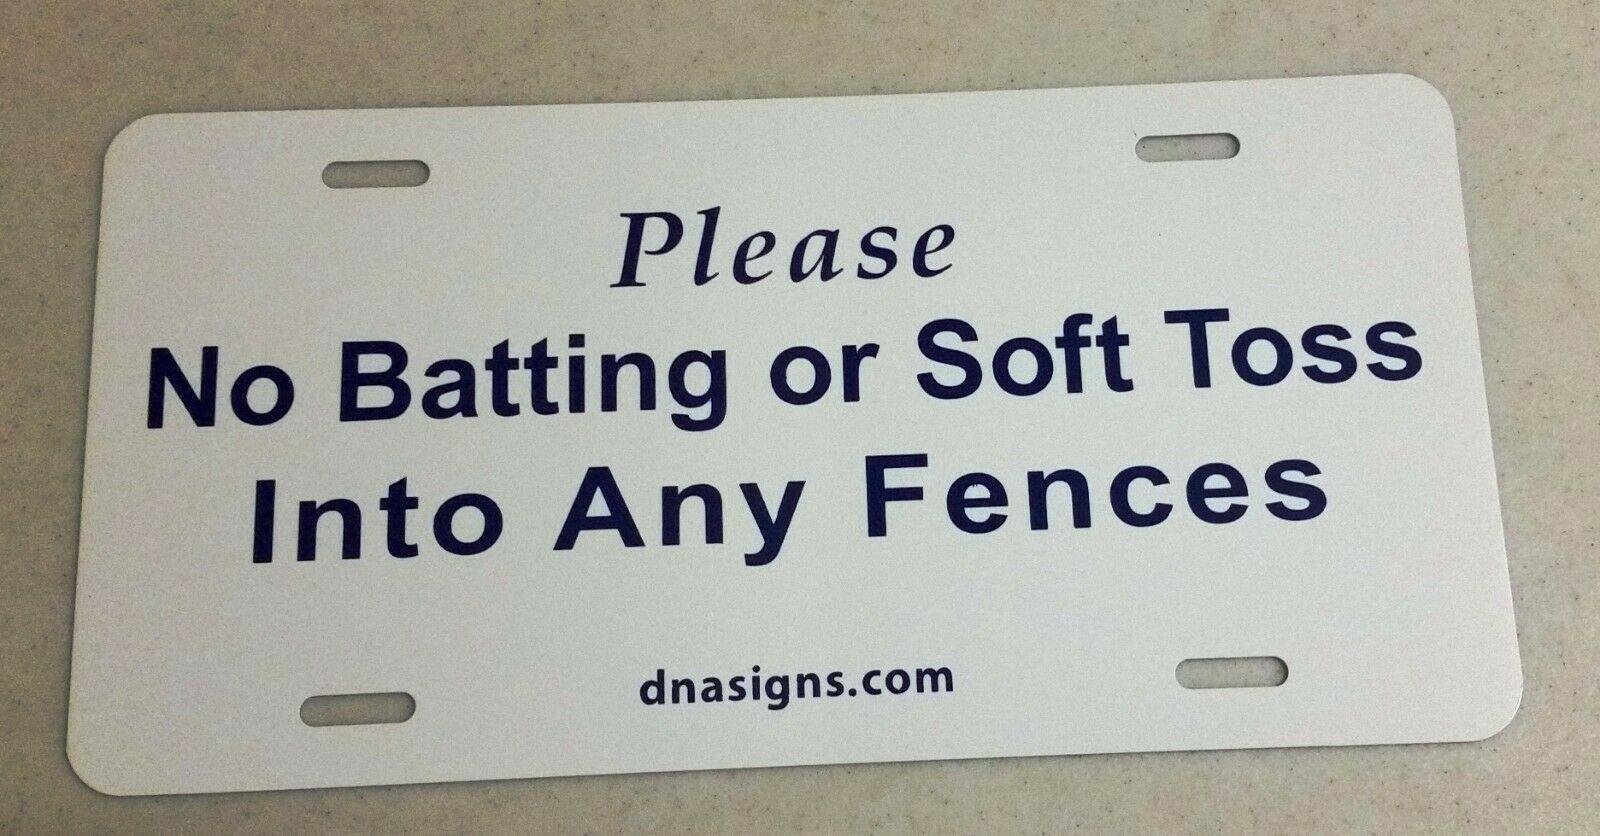 Please
No Batting or Soft Toss
Into Any Fences
dnasigns.com